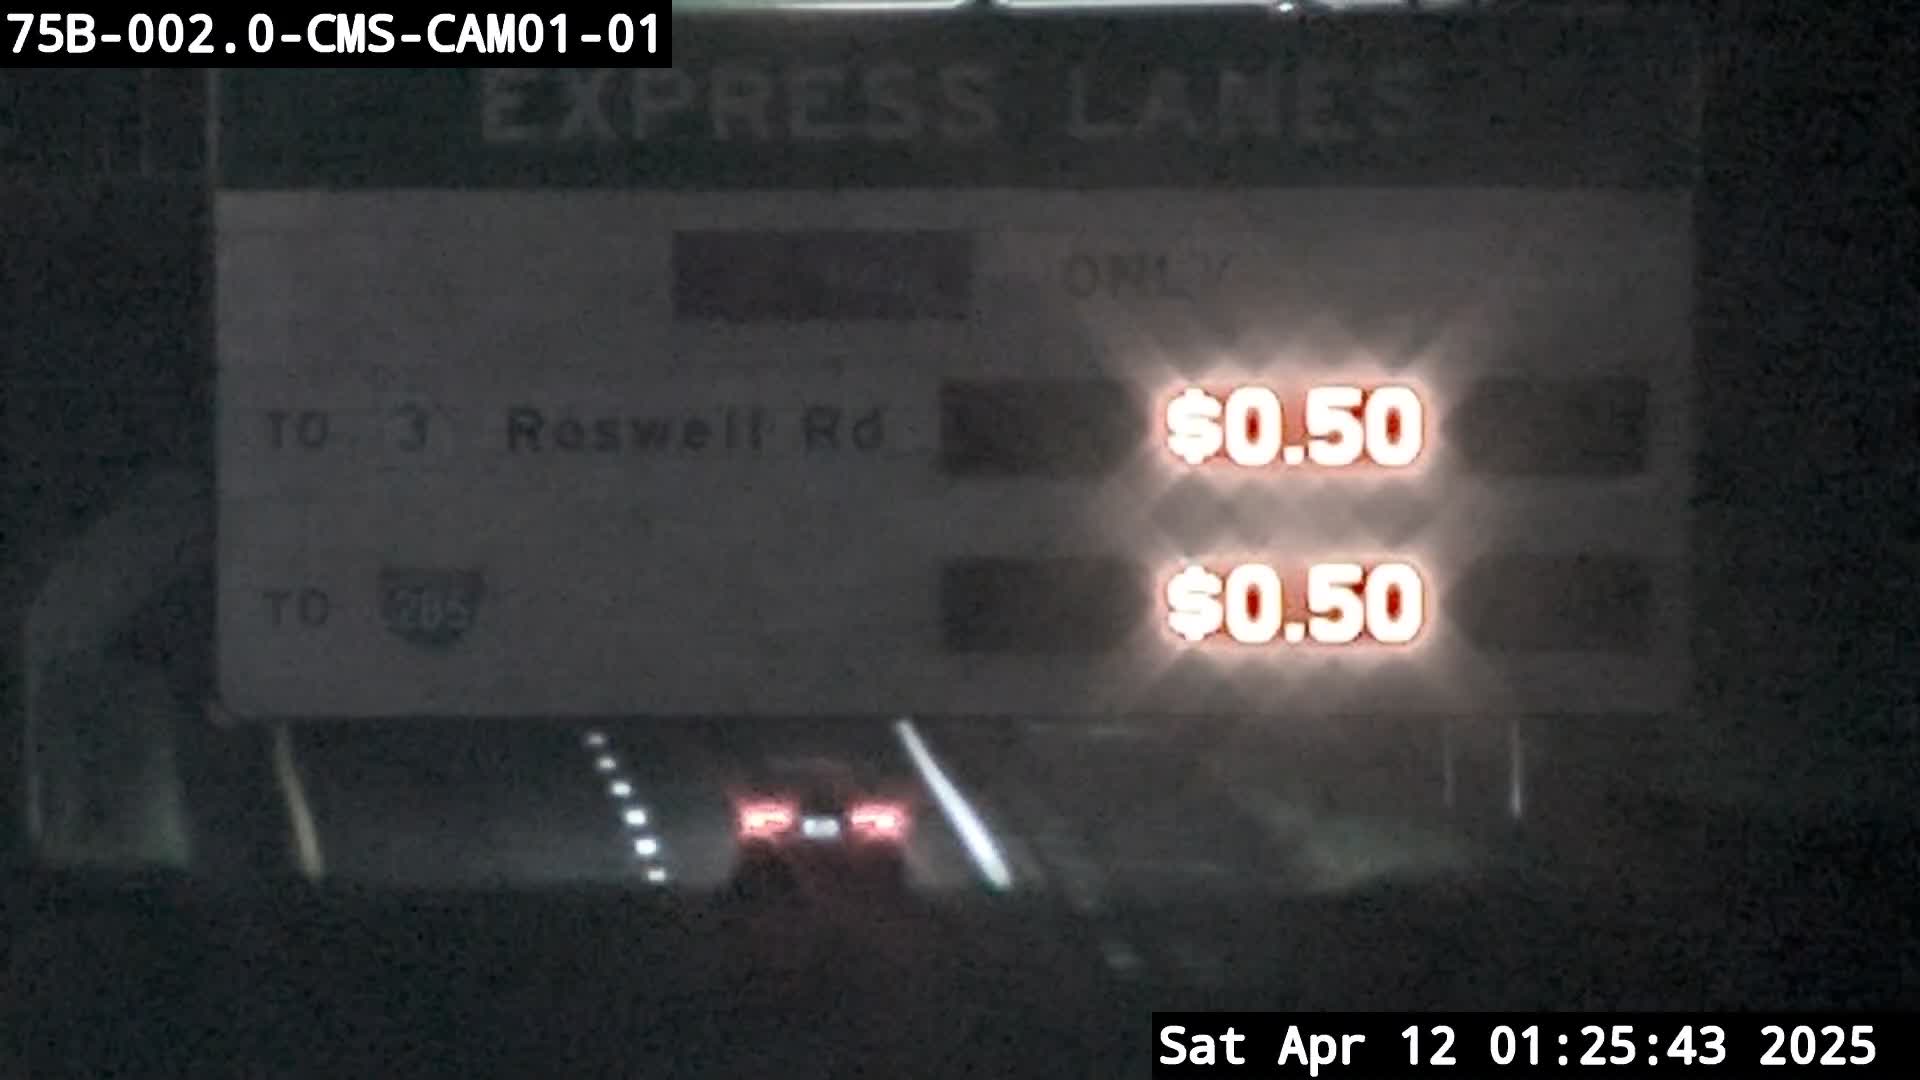 75B-002.0-CMS-CAM01-01
EXPRESS LANES
ONLY
TO 3 Roswell Rd $0.50
TO 285 $0.50
Sat Apr 12 01:25:43 2025